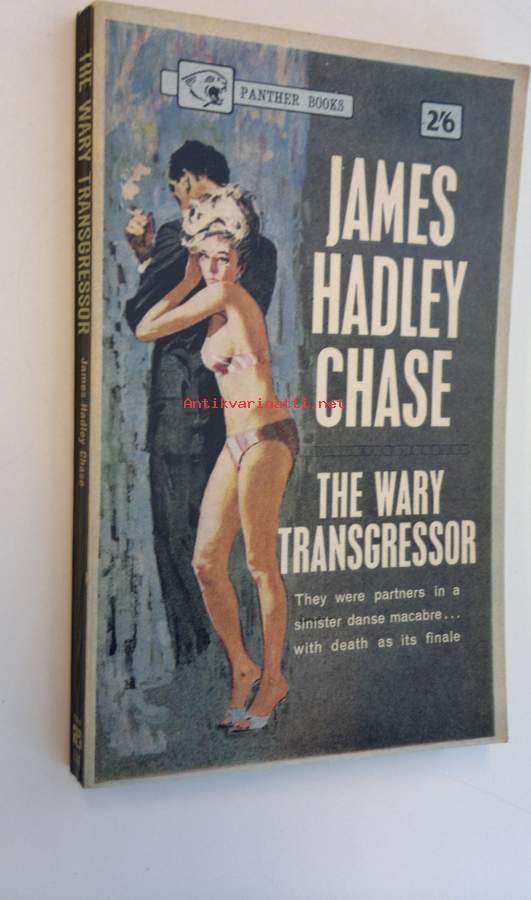 PANTHER BOOKS
2/6
JAMES
HADLEY
CHASE
THE WARY
TRANSGRESSOR
They were partners in a
sinister danse macabre...
with death as its finale
THE WARY TRANSGRESSOR James Hadley Chase
Antikvariaatti.net